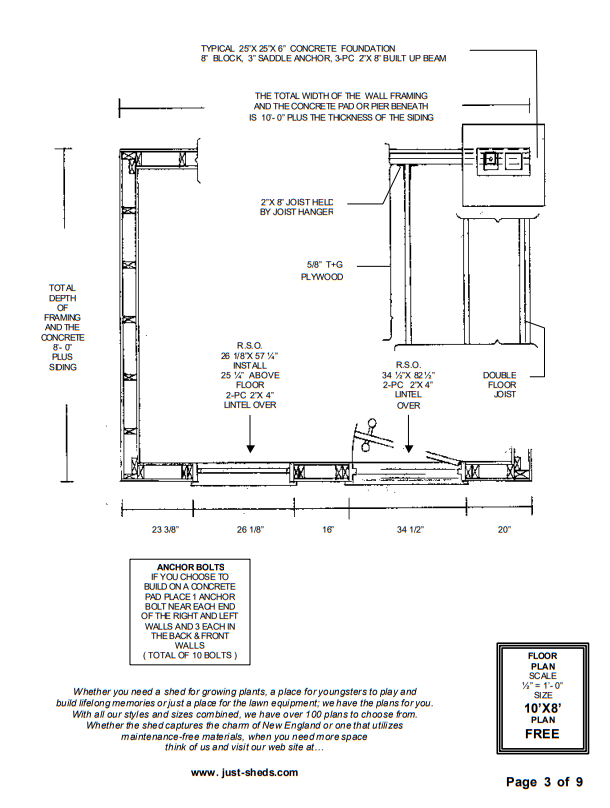 TYPICAL 25"X 25"X 6" CONCRETE FOUNDATION
8" BLOCK, 3" SADDLE ANCHOR, 3-PC 2"X 8" BUILT UP BEAM
THE TOTAL WIDTH OF THE WALL FRAMING
AND THE CONCRETE PAD OR PIER BENEATH
IS 10'- 0" PLUS THE THICKNESS OF THE SIDING
2"X 8" JOIST HELD
BY JOIST HANGER
5/8" T+G
PLYWOOD
TOTAL
DEPTH
OF
FRAMING
AND THE
CONCRETE
8'- 0"
PLUS
SIDING
R.S.O.
26 1/8"X 57 ¼"
INSTALL
25 ¼" ABOVE
FLOOR
2-PC 2"X 4"
LINTEL OVER
R.S.O.
34 ½"X 82 ½"
2-PC 2"X 4"
LINTEL
OVER
DOUBLE
FLOOR
JOIST
23 3/8"
26 1/8"
16"
34 1/2"
20"
ANCHOR BOLTS
IF YOU CHOOSE TO
BUILD ON A CONCRETE
PAD PLACE 1 ANCHOR
BOLT NEAR EACH END
OF THE RIGHT AND LEFT
WALLS AND 3 EACH IN
THE BACK & FRONT
WALLS
( TOTAL OF 10 BOLTS )
Whether you need a shed for growing plants, a place for youngsters to play and
build lifelong memories or just a place for the lawn equipment; we have the plans for you.
With all our styles and sizes combined, we have over 100 plans to choose from.
Whether the shed captures the charm of New England or one that utilizes
maintenance-free materials, when you need more space
think of us and visit our web site at…
www. just-sheds.com
FLOOR
PLAN
SCALE
½" = 1'- 0"
SIZE
10'X8'
PLAN
FREE
Page 3 of 9